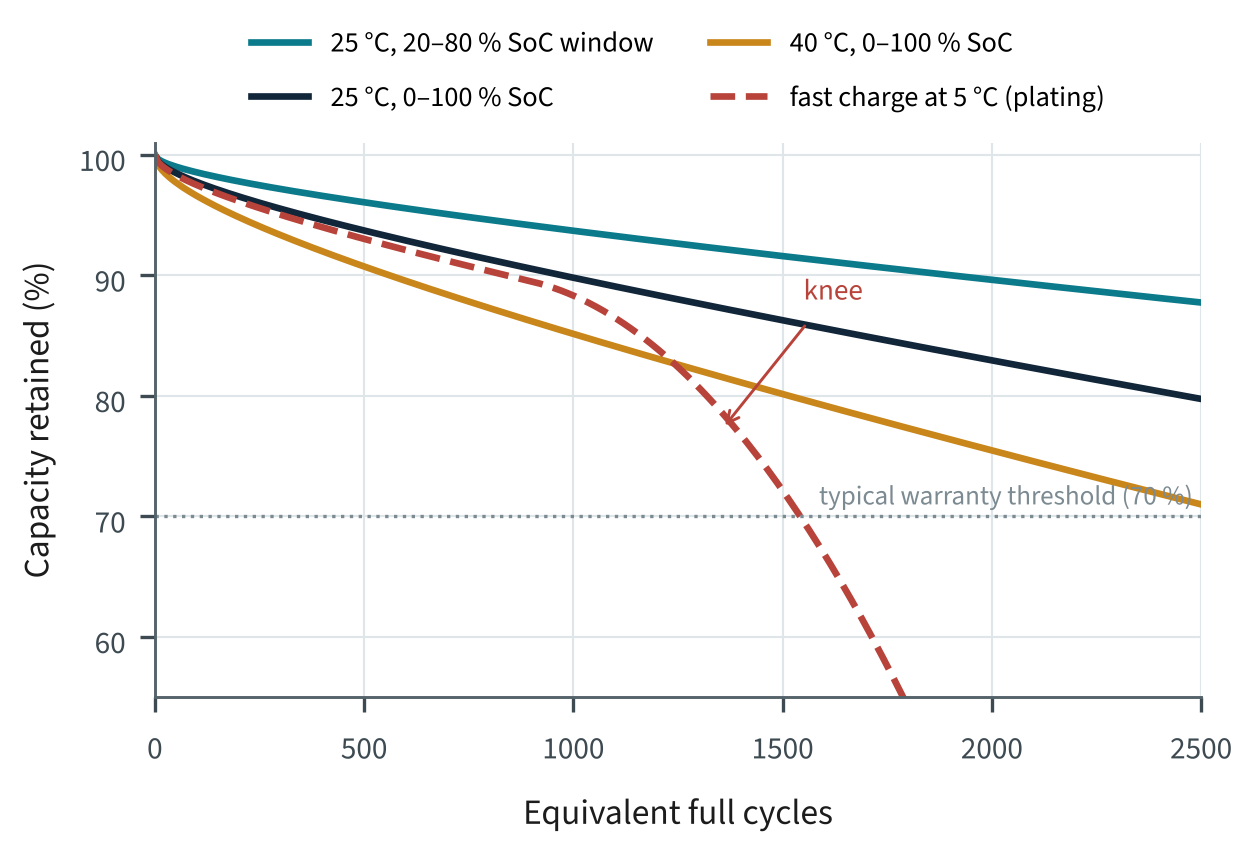 25 °C, 20–80 % SoC window
40 °C, 0–100 % SoC
25 °C, 0–100 % SoC
fast charge at 5 °C (plating)
100
90
80
70
60
Capacity retained (%)
knee
typical warranty threshold (70 %)
0 500 1000 1500 2000 2500
Equivalent full cycles